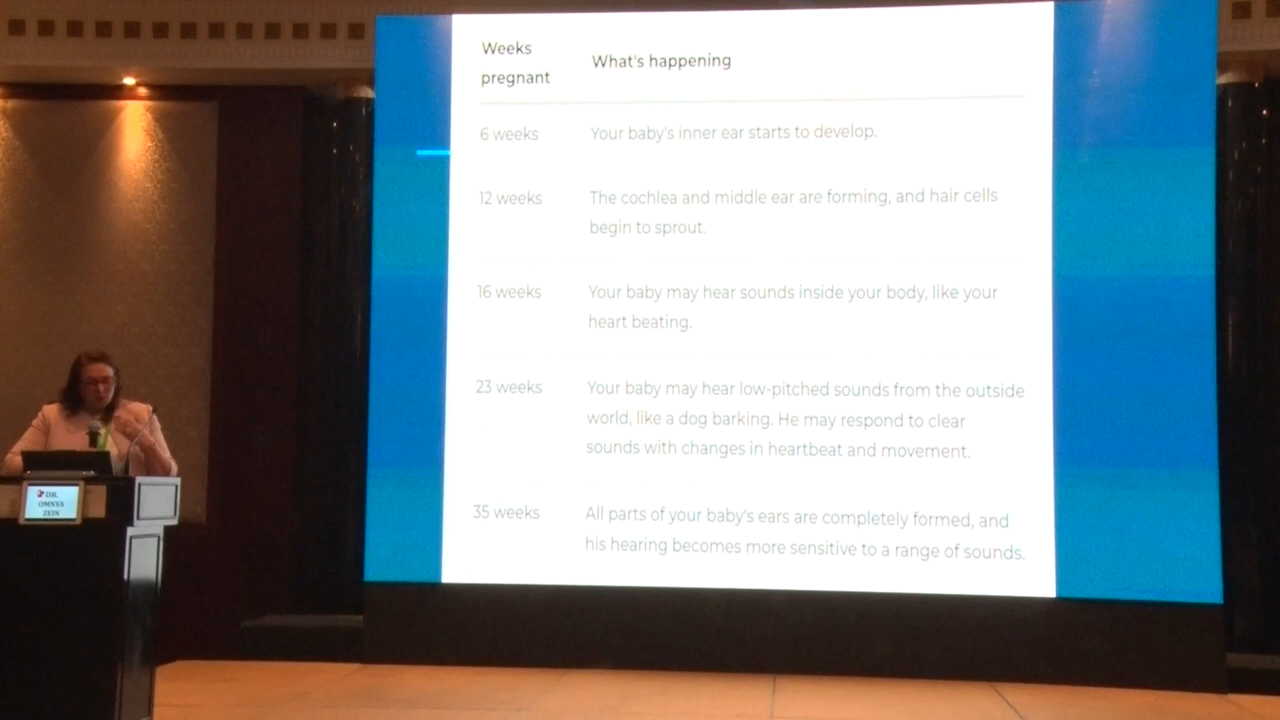 Weeks
pregnant
What's happening
6 weeks
Your baby's inner ear starts to develop.
12 weeks
The cochlea and middle ear are forming, and hair cells
begin to sprout.
16 weeks
Your baby may hear sounds inside your body, like your
heart beating.
23 weeks
Your baby may hear low-pitched sounds from the outside
world, like a dog barking. He may respond to clear
sounds with changes in heartbeat and movement.
35 weeks
All parts of your baby's ears are completely formed, and
his hearing becomes more sensitive to a range of sounds.
DR.
OMNYA
ZEIN